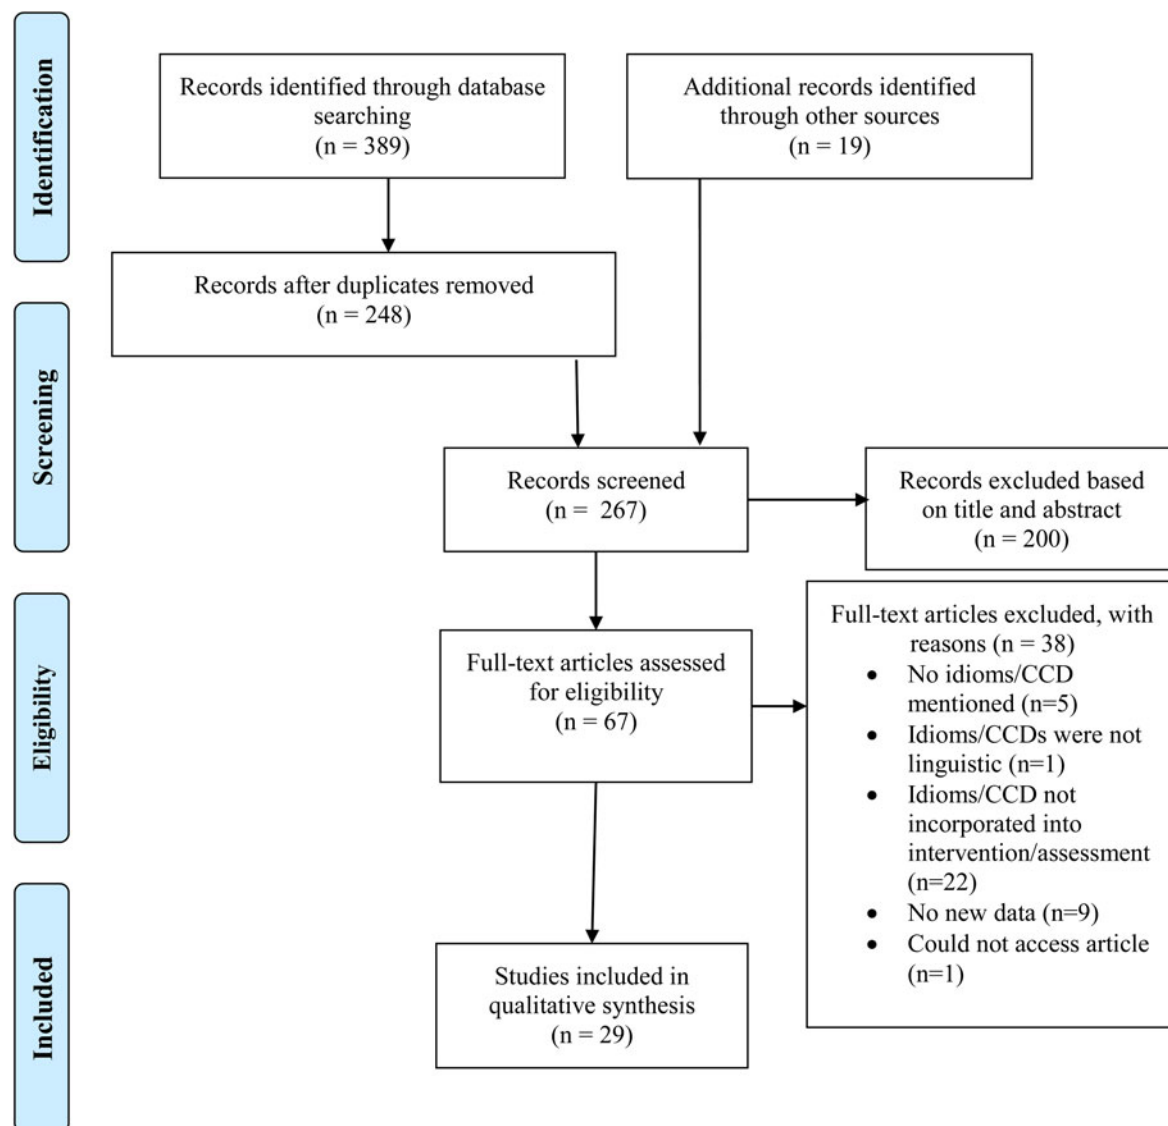 Identification
Records identified through database
searching
(n = 389)
Additional records identified
through other sources
(n = 19)
Records after duplicates removed
(n = 248)
Screening
Records screened
(n =  267)
Records excluded based
on title and abstract
(n = 200)
Eligibility
Full-text articles assessed
for eligibility
(n = 67)
Full-text articles excluded, with
reasons (n = 38)
• No idioms/CCD
mentioned (n=5)
• Idioms/CCDs were not
linguistic (n=1)
• Idioms/CCD not
incorporated into
intervention/assessment
(n=22)
• No new data (n=9)
• Could not access article
(n=1)
Included
Studies included in
qualitative synthesis
(n = 29)